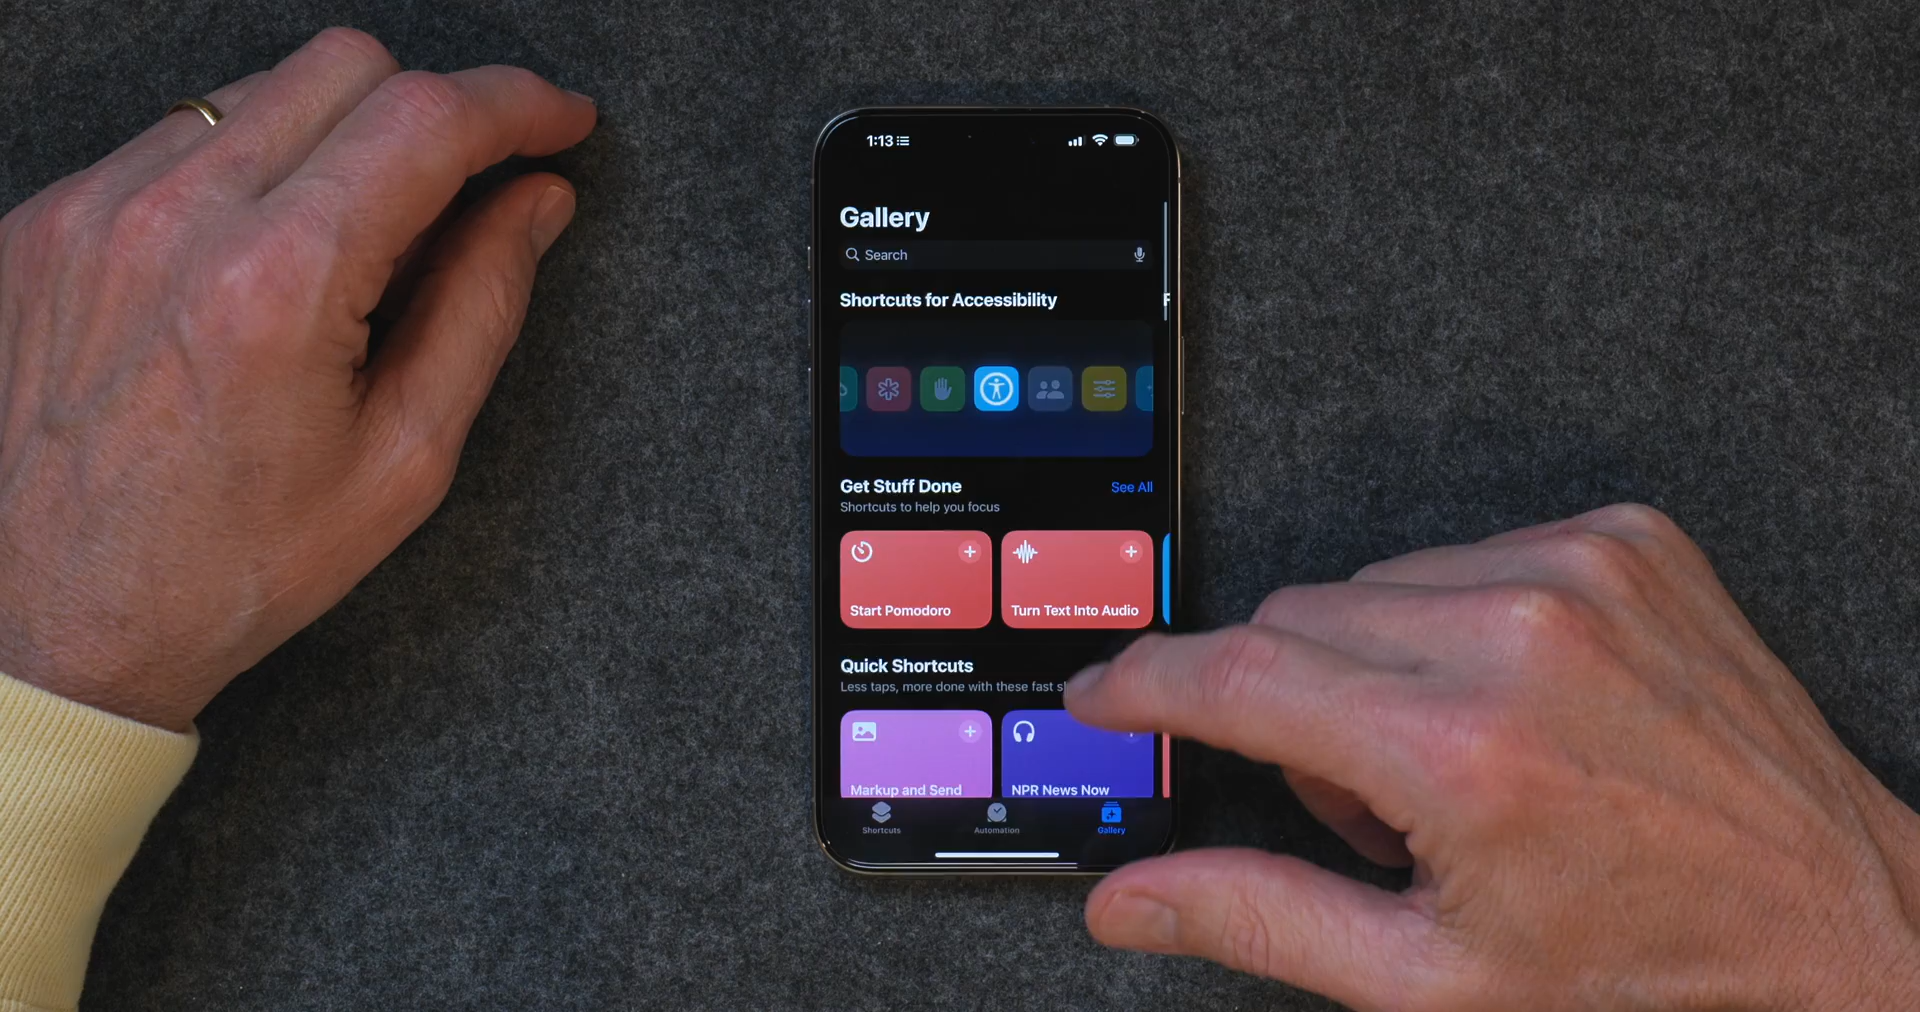 1:13
Gallery
Search
Shortcuts for Accessibility
Get Stuff Done
See All
Shortcuts to help you focus
Start Pomodoro
Turn Text Into Audio
Quick Shortcuts
Less taps, more done with these fast
Markup and Send
NPR News Now
Shortcuts
Automation
Gallery